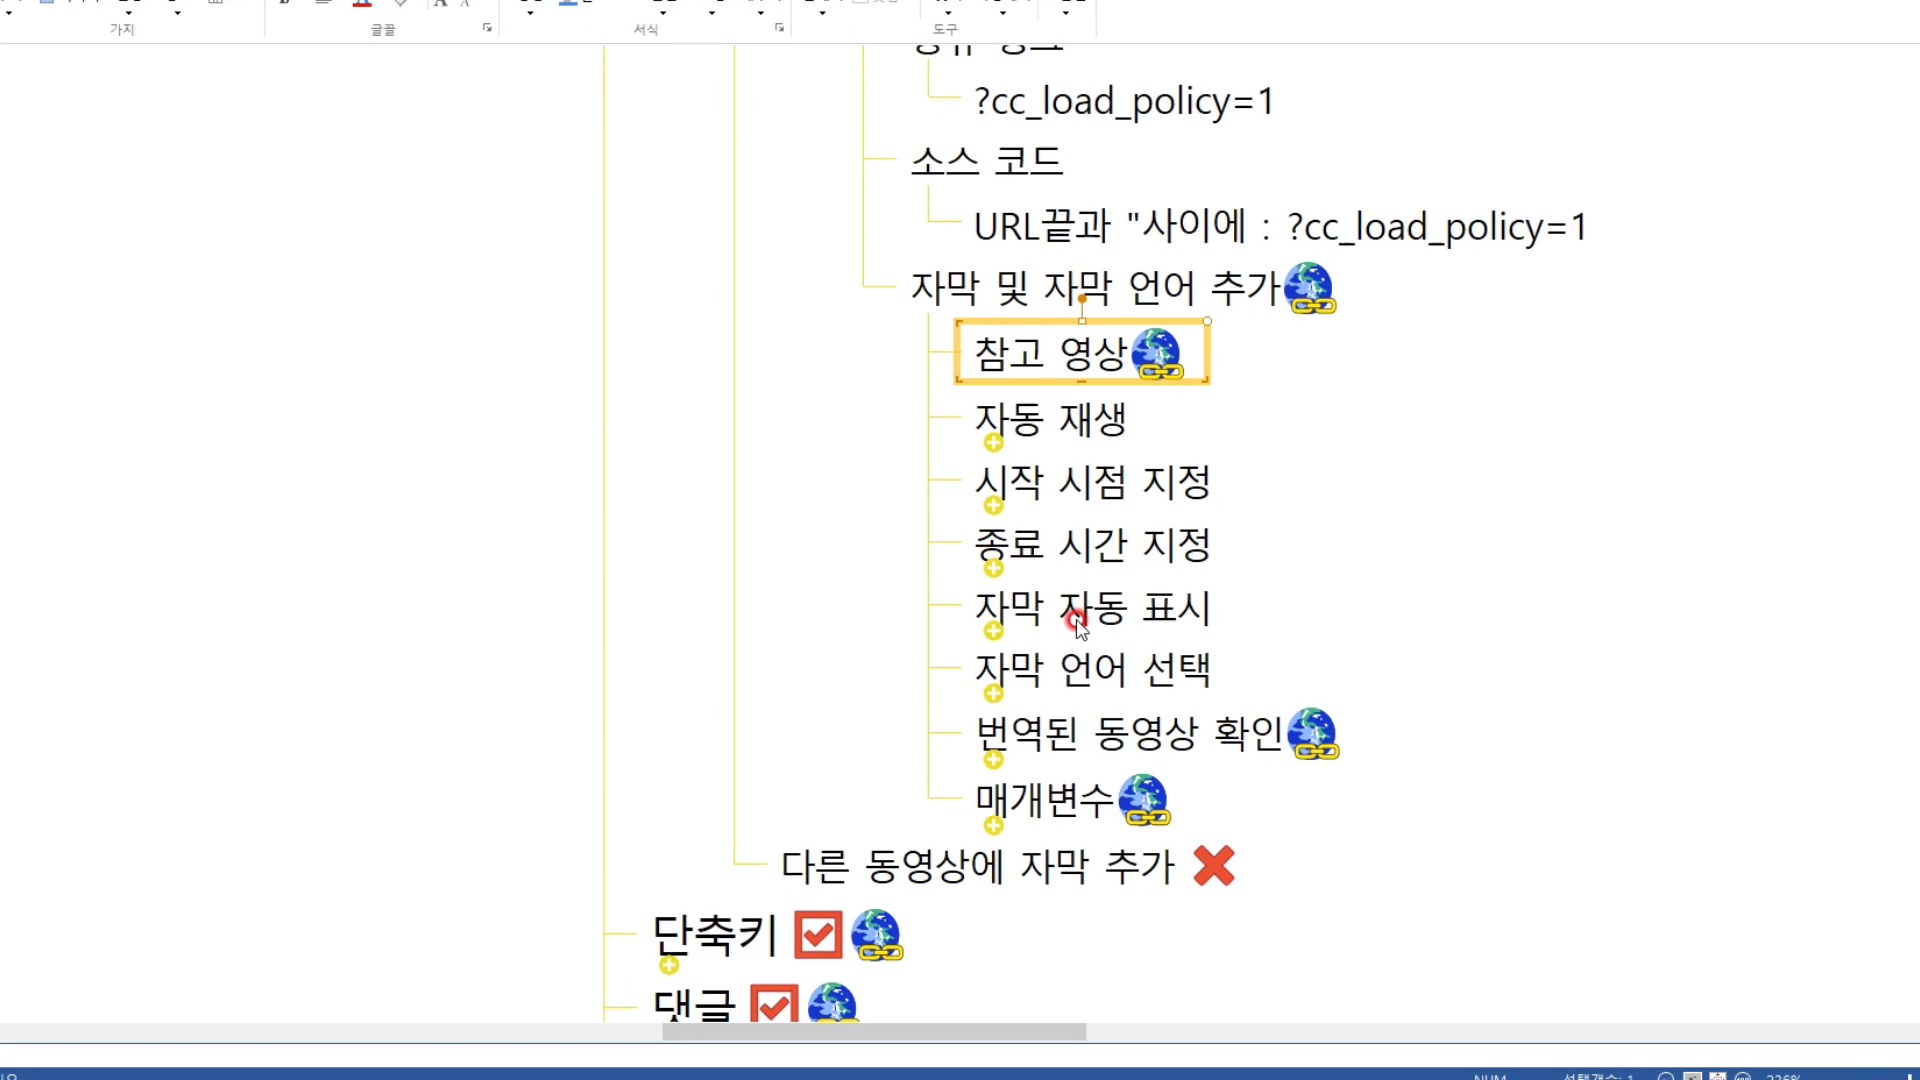 가지
글꼴
서식
도구
공유 링크
?cc_load_policy=1
소스 코드
URL끝과 "사이에 : ?cc_load_policy=1
자막 및 자막 언어 추가
참고 영상
자동 재생
시작 시점 지정
종료 시간 지정
자막 자동 표시
자막 언어 선택
번역된 동영상 확인
매개변수
다른 동영상에 자막 추가
단축키
댓글